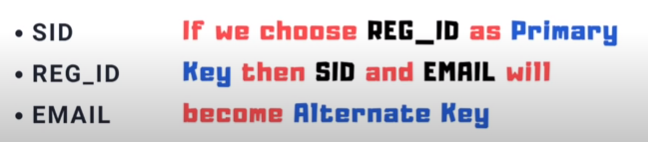 • SID If we choose REG_ID as Primary
• REG_ID Key then SID and EMAIL will
• EMAIL become Alternate Key